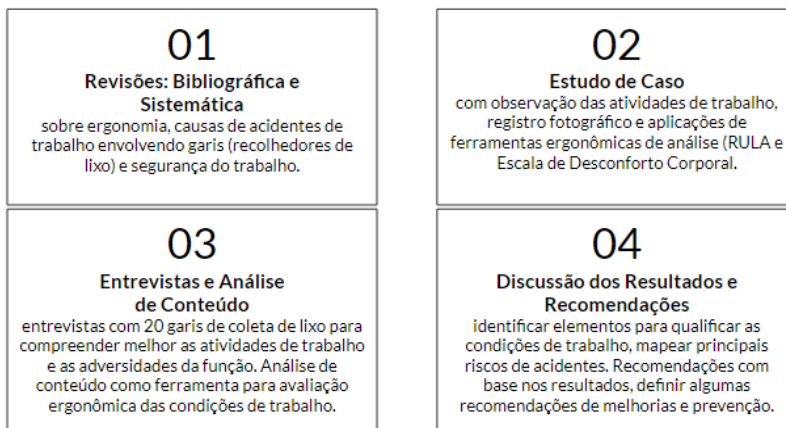 01
Revisões: Bibliográfica e
Sistemática
sobre ergonomia, causas de acidentes de
trabalho envolvendo garis (recolhedores de
lixo) e segurança do trabalho.
02
Estudo de Caso
com observação das atividades de trabalho,
registro fotográfico e aplicações de
ferramentas ergonômicas de análise (RULA e
Escala de Desconforto Corporal.
03
Entrevistas e Análise
de Conteúdo
entrevistas com 20 garis de coleta de lixo para
compreender melhor as atividades de trabalho
e as adversidades da função. Análise de
conteúdo como ferramenta para avaliação
ergonômica das condições de trabalho.
04
Discussão dos Resultados e
Recomendações
identificar elementos para qualificar as
condições de trabalho, mapear principais
riscos de acidentes. Recomendações com
base nos resultados, definir algumas
recomendações de melhorias e prevenção.